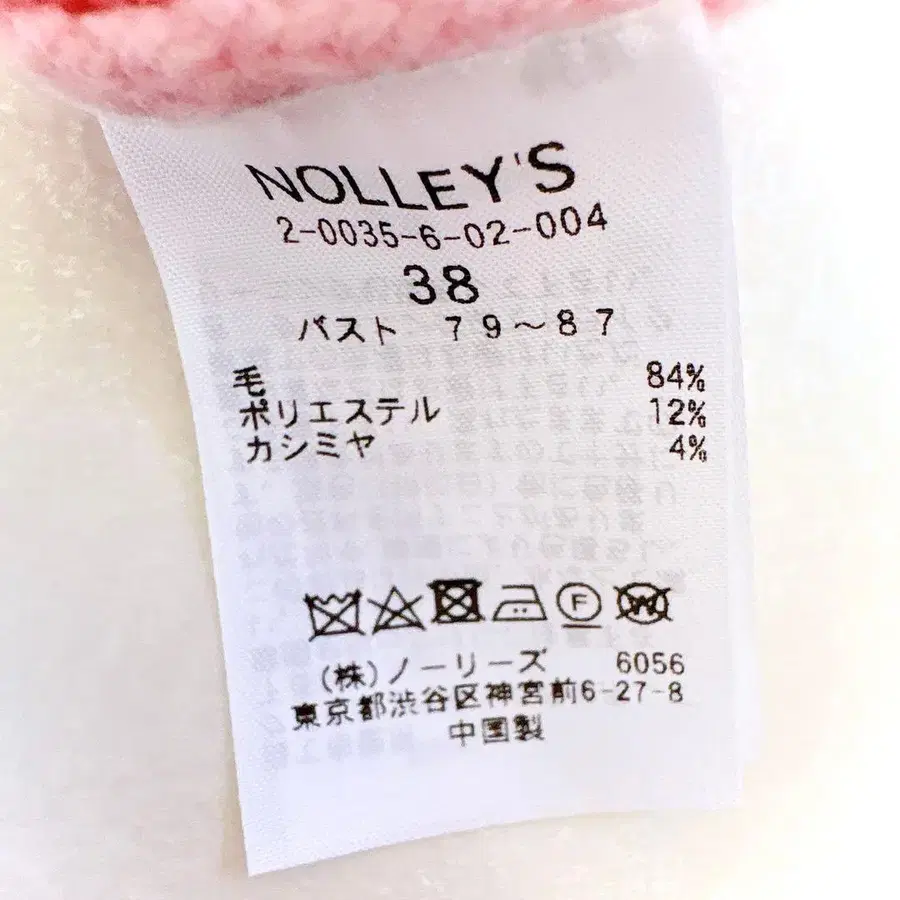 NOLLEY'S
2-0035-6-02-004
38
バスト 79～87
毛 84%
ポリエステル 12%
カシミヤ 4%
F W
(株)ノーリーズ 6056
東京都渋谷区神宮前6-27-8
中国製